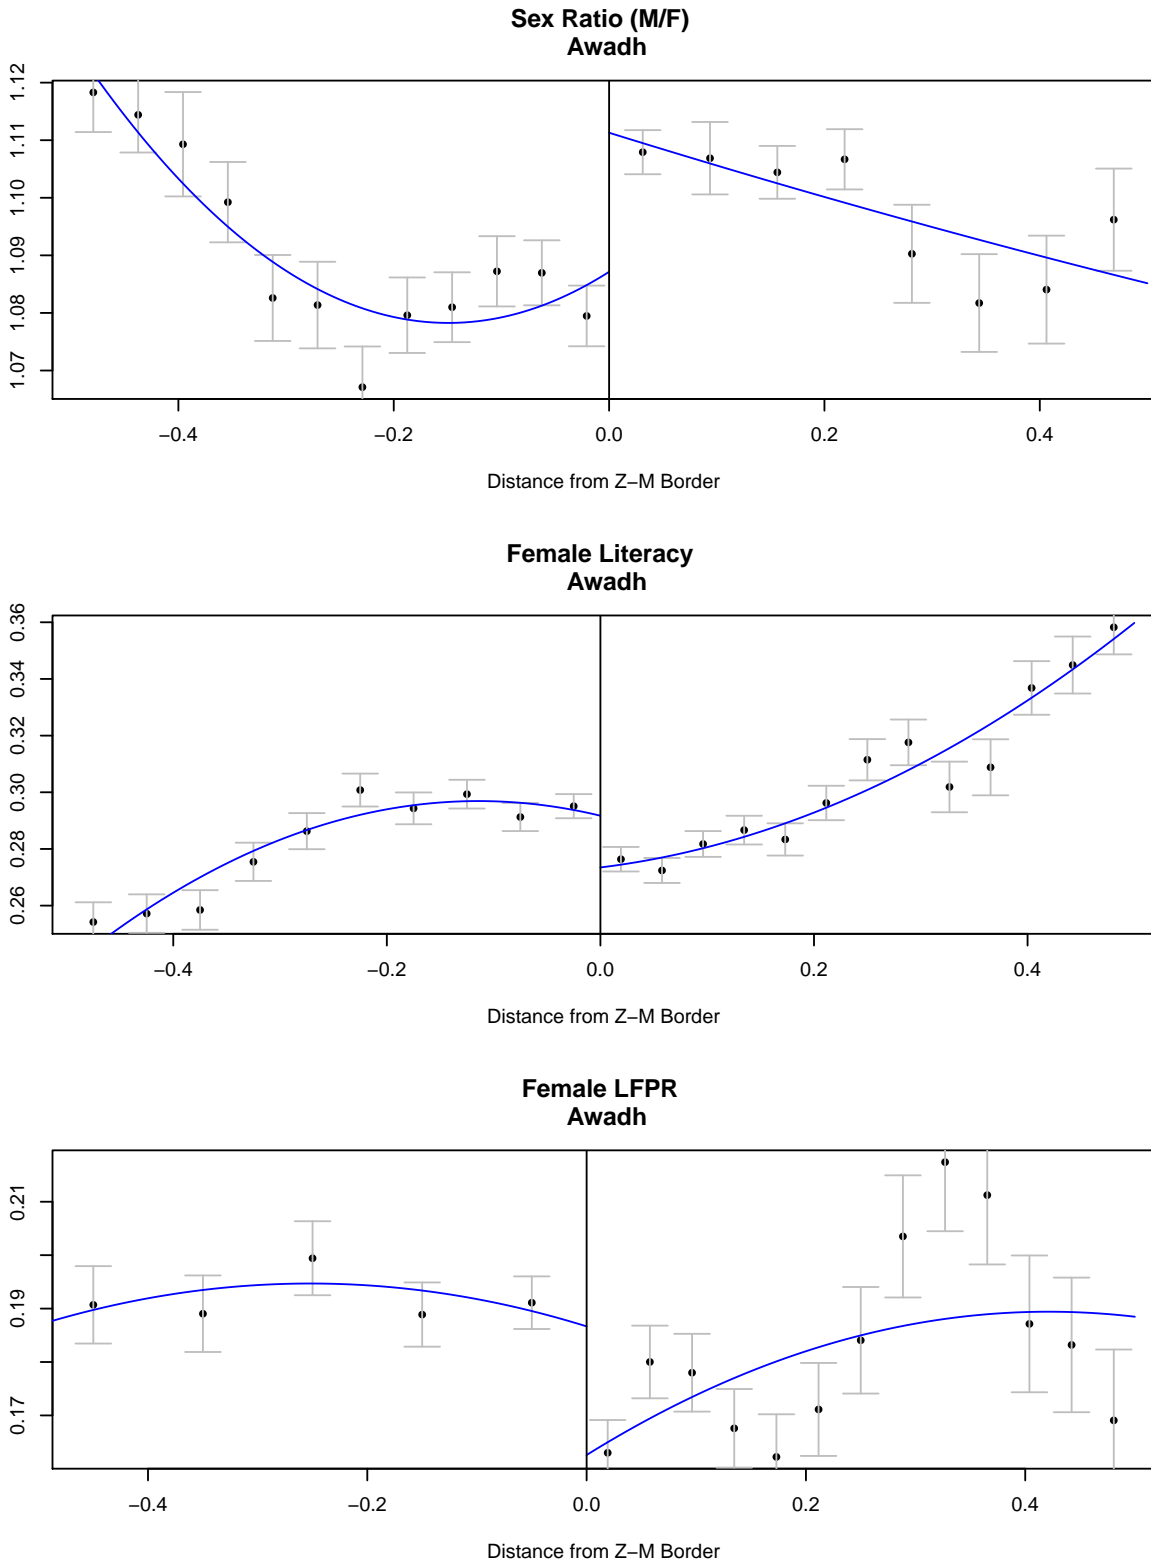 Sex Ratio (M/F)
Awadh
1.12
1.11
1.10
1.09
1.08
1.07
−0.4 −0.2 0.0 0.2 0.4
Distance from Z−M Border
Female Literacy
Awadh
0.36
0.34
0.32
0.30
0.28
0.26
−0.4 −0.2 0.0 0.2 0.4
Distance from Z−M Border
Female LFPR
Awadh
0.21
0.19
0.17
−0.4 −0.2 0.0 0.2 0.4
Distance from Z−M Border